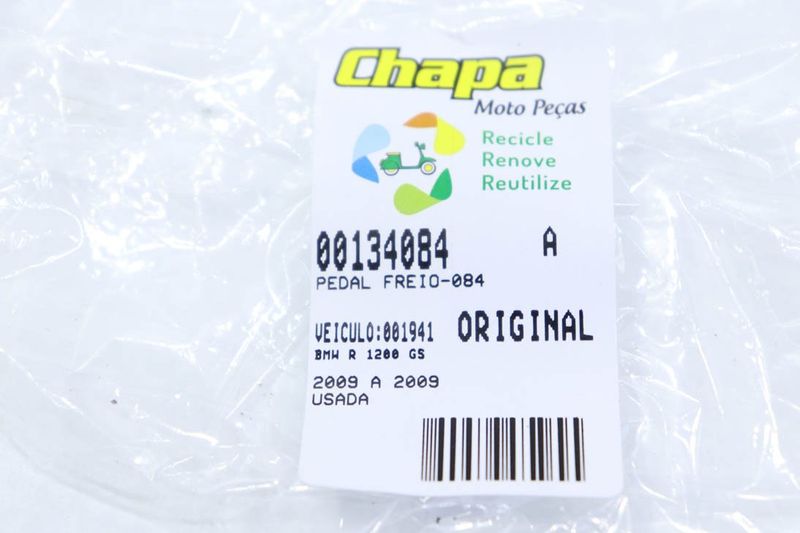 Chapa
Moto Peças
Recicle
Renove
Reutilize
00134084 A
PEDAL FREIO-084
VEICULO:001941 ORIGINAL
BMW R 1200 GS
2009 A 2009
USADA